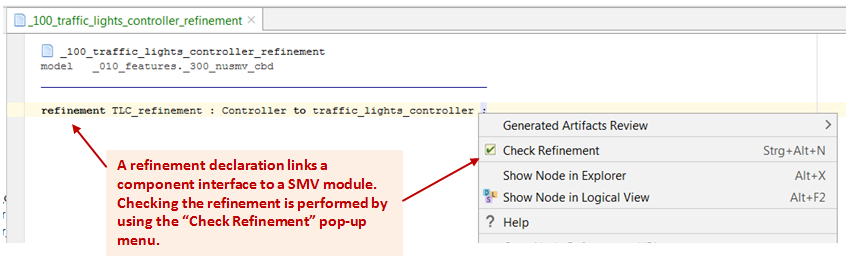 _100_traffic_lights_controller_refinement
_100_traffic_lights_controller_refinement
model _010_features._300_nusmv_cbd
refinement TLC_refinement : Controller to traffic_lights_controller ;
Generated Artifacts Review
Check Refinement Strg+Alt+N
Show Node in Explorer Alt+X
Show Node in Logical View Alt+F2
Help
A refinement declaration links a
component interface to a SMV module.
Checking the refinement is performed by
using the “Check Refinement” pop-up
menu.